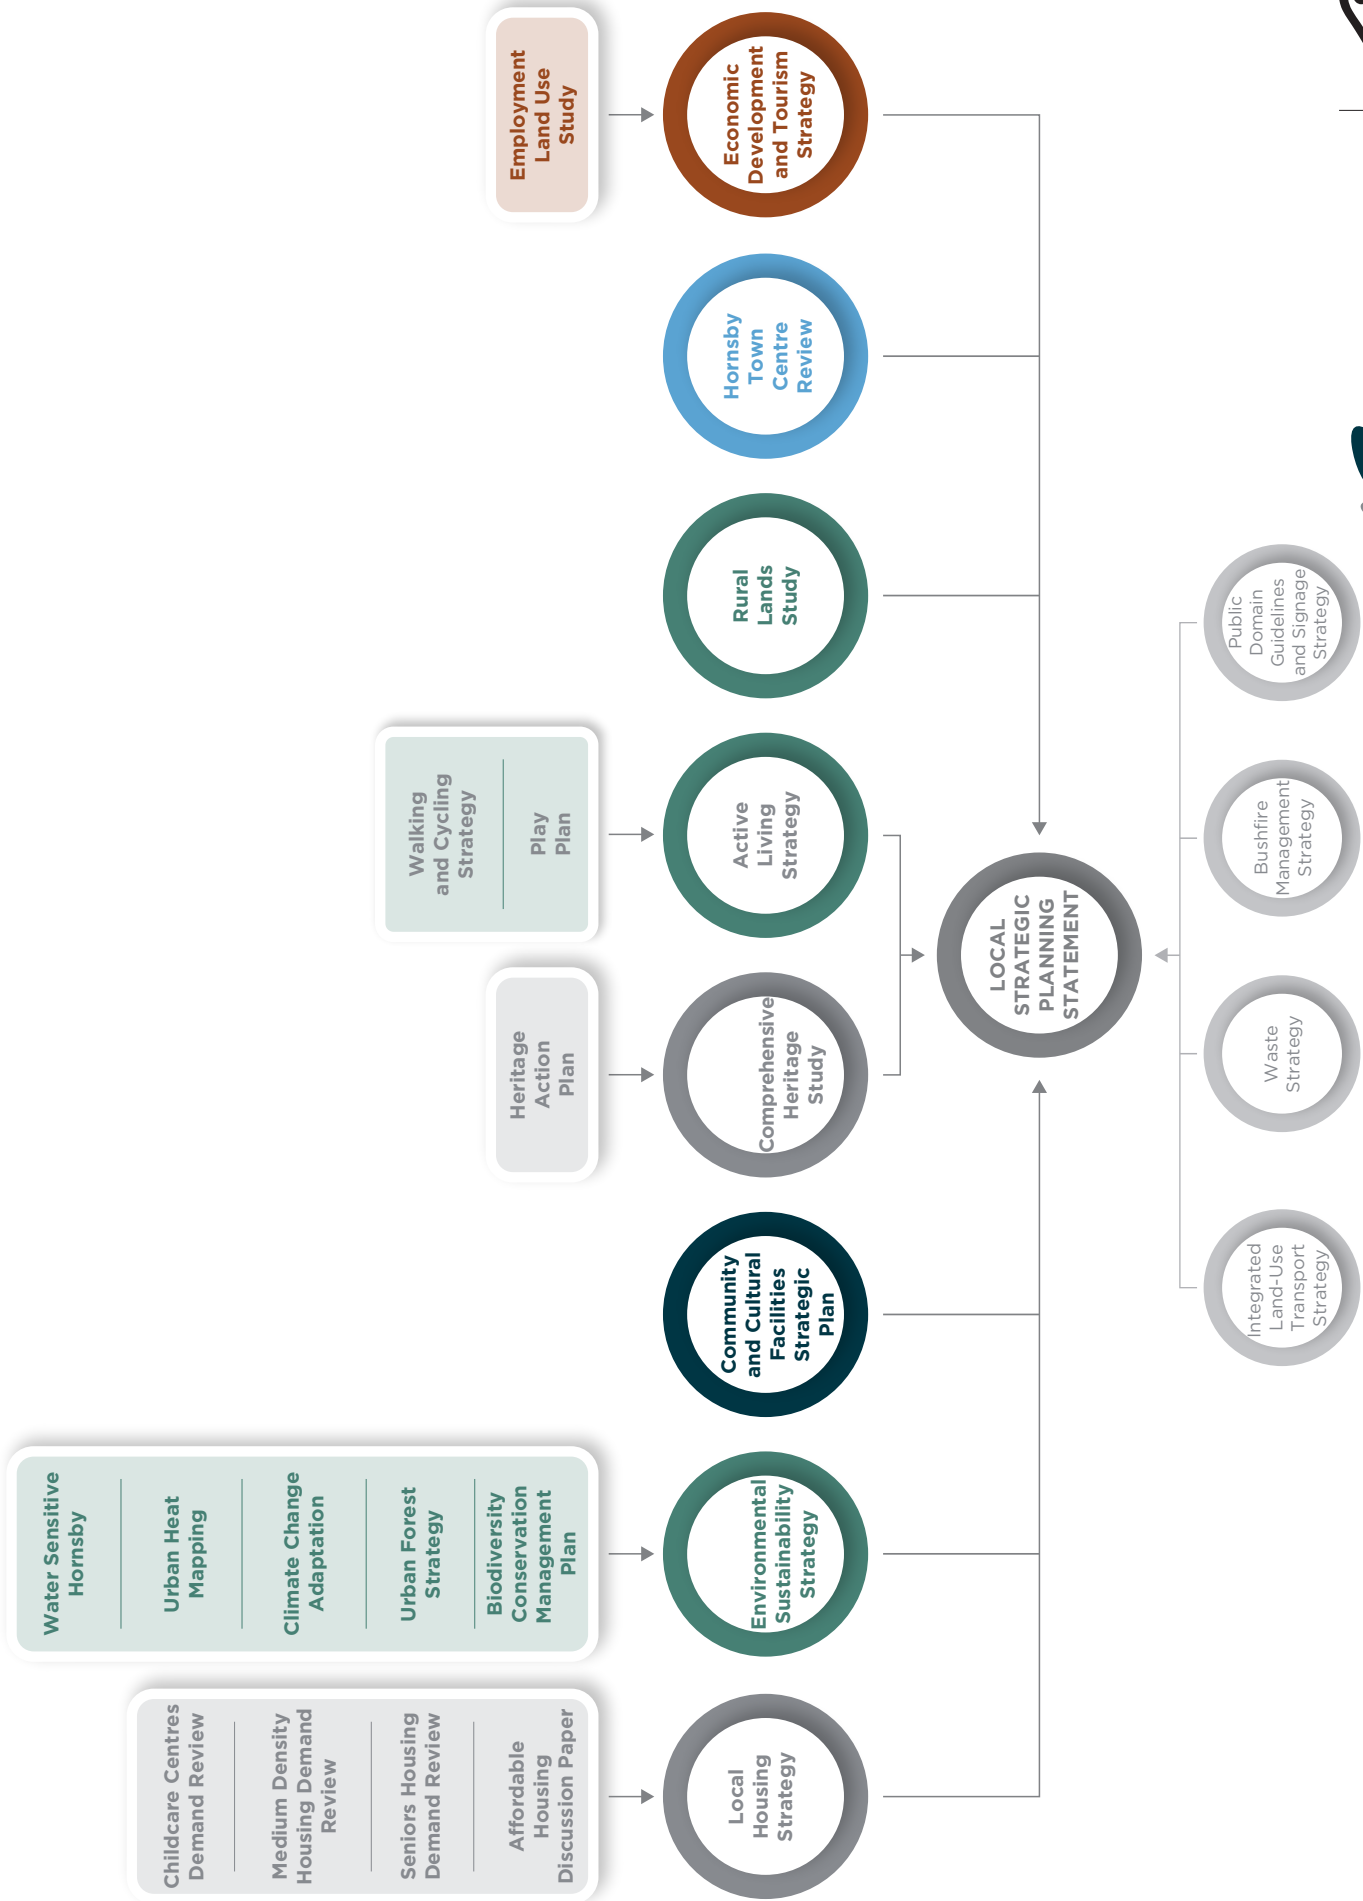 Childcare Centres
Demand Review
Medium Density
Housing Demand
Review
Seniors Housing
Demand Review
Affordable
Housing
Discussion Paper
Water Sensitive
Hornsby
Urban Heat
Mapping
Climate Change
Adaptation
Urban Forest
Strategy
Biodiversity
Conservation
Management
Plan
Heritage
Action
Plan
Walking
and Cycling
Strategy
Play
Plan
Employment
Land Use
Study
Local
Housing
Strategy
Environmental
Sustainability
Strategy
Community
and Cultural
Facilities
Strategic
Plan
Comprehensive
Heritage
Study
Active
Living
Strategy
Rural
Lands
Study
Hornsby
Town
Centre
Review
Economic
Development
and Tourism
Strategy
LOCAL
STRATEGIC
PLANNING
STATEMENT
Integrated
Land-Use
Transport
Strategy
Waste
Strategy
Bushfire
Management
Strategy
Public
Domain
Guidelines
and Signage
Strategy